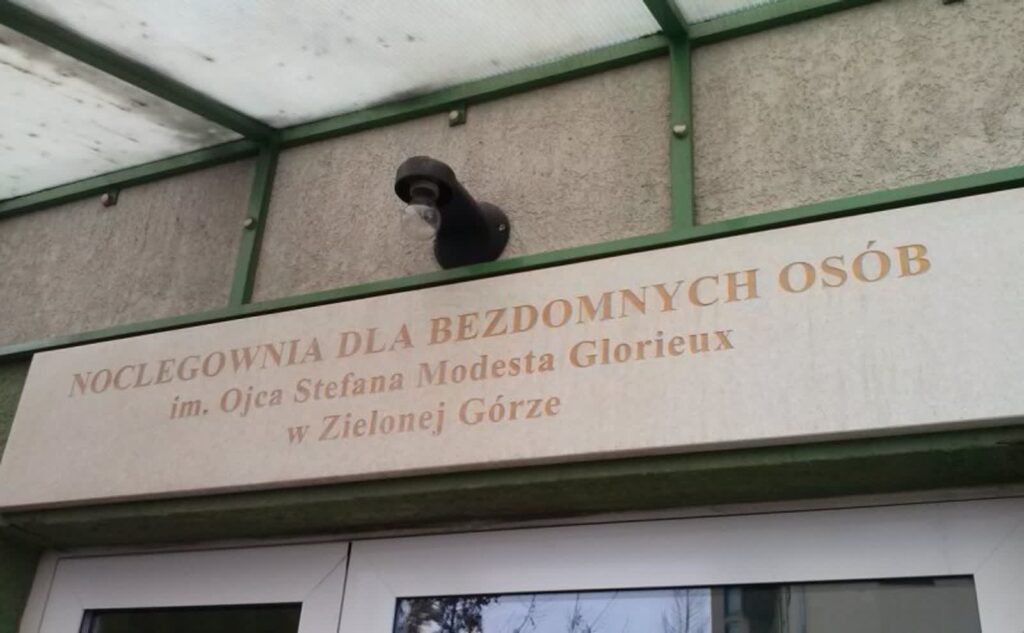 NOCLEGOWNIA DLA BEZDOMNYCH OSÓB
im. Ojca Stefana Modesta Glorieux
w Zielonej Górze